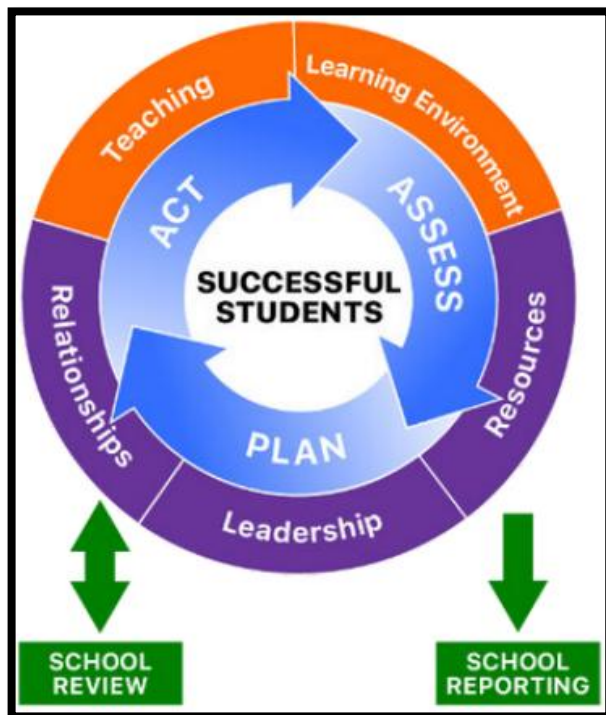 Teaching
Learning Environment
ACT
ASSESS
SUCCESSFUL
STUDENTS
Relationships
Resources
PLAN
Leadership
SCHOOL
REVIEW
SCHOOL
REPORTING